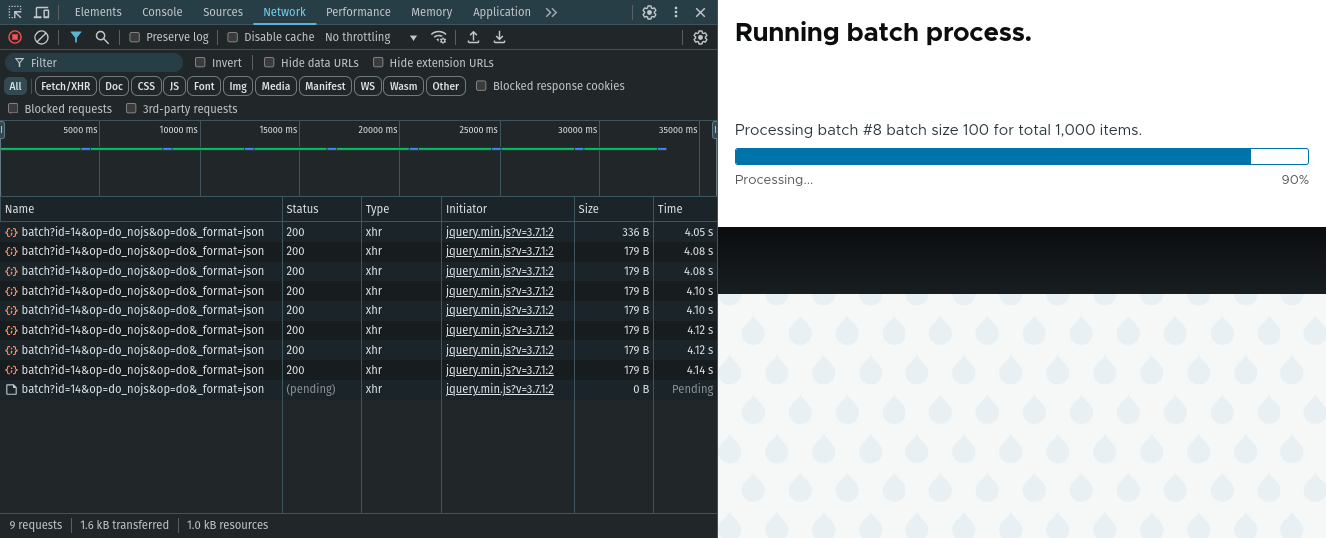 Elements Console Sources Network Performance Memory Application
Preserve log Disable cache No throttling
Filter Invert Hide data URLs Hide extension URLs
All Fetch/XHR Doc CSS JS Font Img Media Manifest WS Wasm Other Blocked response cookies
Blocked requests 3rd-party requests
5000 ms 10000 ms 15000 ms 20000 ms 25000 ms 30000 ms 35000 ms
Name Status Type Initiator Size Time
batch?id=14&op=do_nojs&op=do&_format=json 200 xhr jquery.min.js?v=3.7.1:2 336 B 4.05 s
batch?id=14&op=do_nojs&op=do&_format=json 200 xhr jquery.min.js?v=3.7.1:2 179 B 4.08 s
batch?id=14&op=do_nojs&op=do&_format=json 200 xhr jquery.min.js?v=3.7.1:2 179 B 4.08 s
batch?id=14&op=do_nojs&op=do&_format=json 200 xhr jquery.min.js?v=3.7.1:2 179 B 4.10 s
batch?id=14&op=do_nojs&op=do&_format=json 200 xhr jquery.min.js?v=3.7.1:2 179 B 4.10 s
batch?id=14&op=do_nojs&op=do&_format=json 200 xhr jquery.min.js?v=3.7.1:2 179 B 4.12 s
batch?id=14&op=do_nojs&op=do&_format=json 200 xhr jquery.min.js?v=3.7.1:2 179 B 4.12 s
batch?id=14&op=do_nojs&op=do&_format=json 200 xhr jquery.min.js?v=3.7.1:2 179 B 4.14 s
batch?id=14&op=do_nojs&op=do&_format=json (pending) xhr jquery.min.js?v=3.7.1:2 0 B Pending
9 requests 1.6 kB transferred 1.0 kB resources
Running batch process.
Processing batch #8 batch size 100 for total 1,000 items.
Processing... 90%